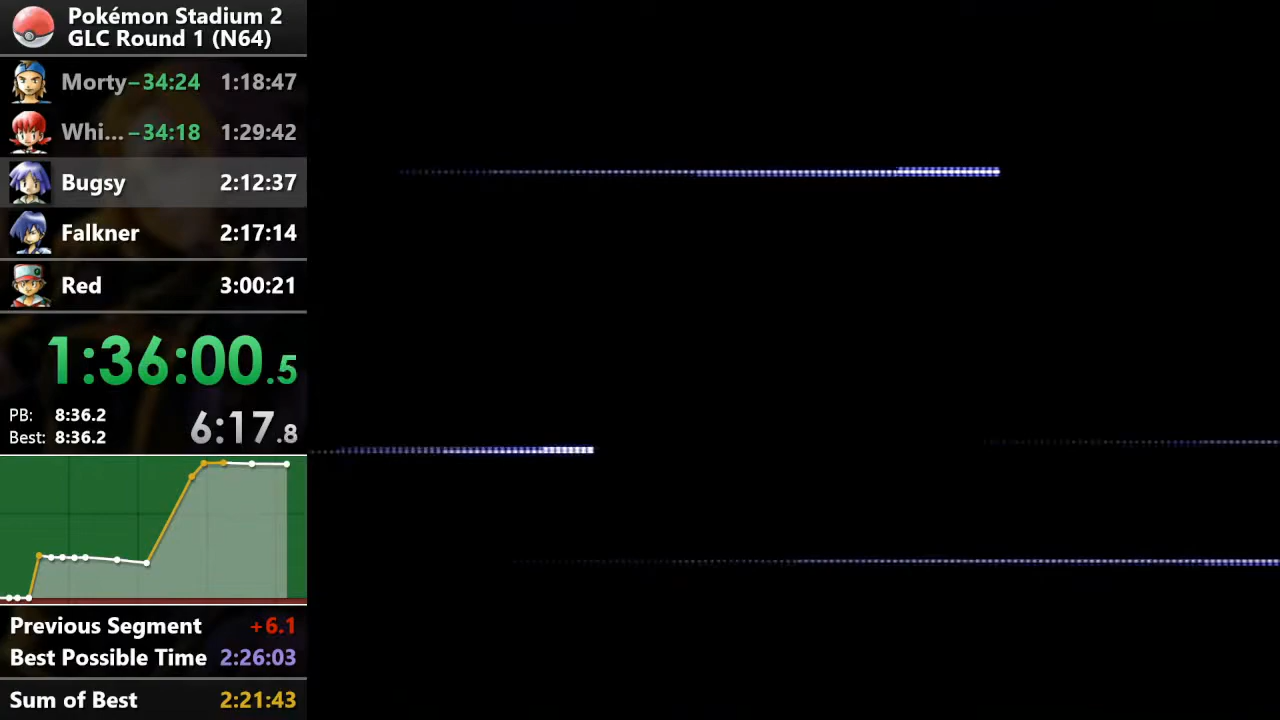 Pokémon Stadium 2
GLC Round 1 (N64)
Morty −34:24 1:18:47
Whi... −34:18 1:29:42
Bugsy 2:12:37
Falkner 2:17:14
Red 3:00:21
1:36:00.5
PB: 8:36.2
Best: 8:36.2
6:17.8
Previous Segment +6.1
Best Possible Time 2:26:03
Sum of Best 2:21:43